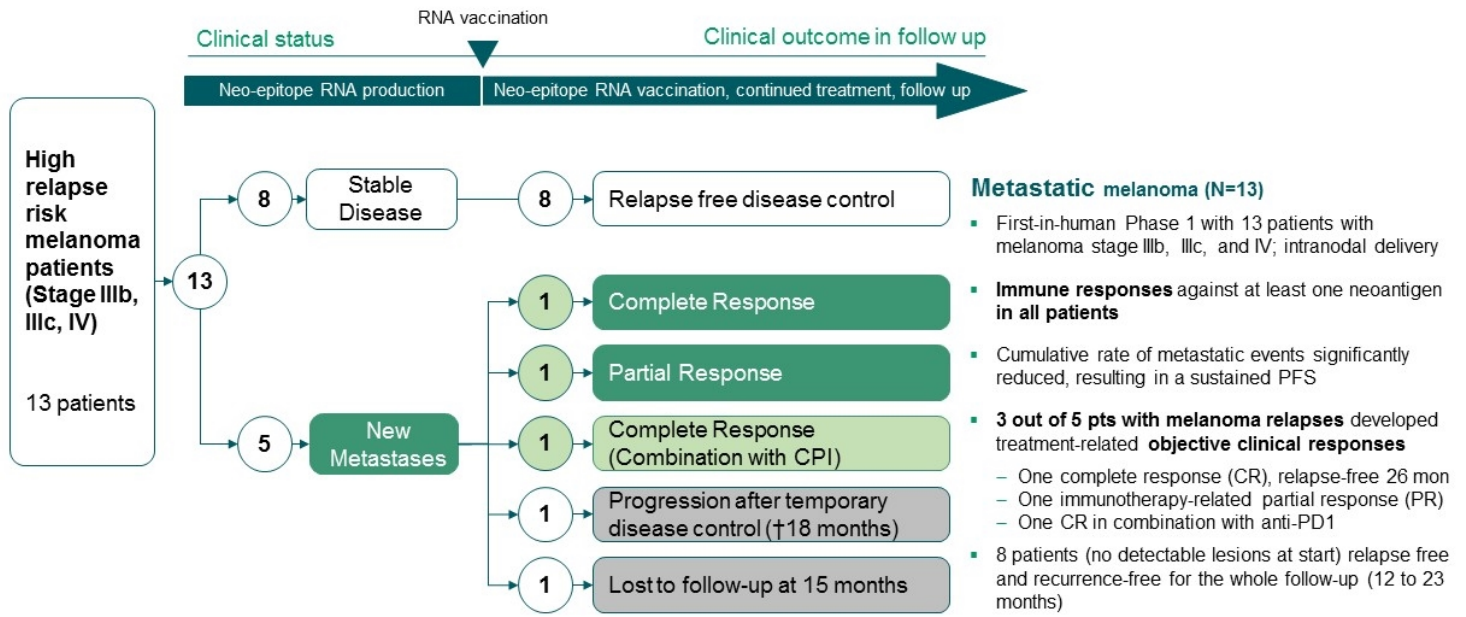 RNA vaccination
Clinical status
Clinical outcome in follow up
Neo-epitope RNA production
Neo-epitope RNA vaccination, continued treatment, follow up
High
relapse
risk
melanoma
patients
(Stage IIIb,
IIIc, IV)
13 patients
13
8
Stable
Disease
8
Relapse free disease control
5
New
Metastases
1
Complete Response
1
Partial Response
1
Complete Response
(Combination with CPI)
1
Progression after temporary
disease control (†18 months)
1
Lost to follow-up at 15 months
Metastatic melanoma (N=13)
▪ First-in-human Phase 1 with 13 patients with
melanoma stage IIIb, IIIc, and IV; intranodal delivery
▪ Immune responses against at least one neoantigen
in all patients
▪ Cumulative rate of metastatic events significantly
reduced, resulting in a sustained PFS
▪ 3 out of 5 pts with melanoma relapses developed
treatment-related objective clinical responses
– One complete response (CR), relapse-free 26 mon
– One immunotherapy-related partial response (PR)
– One CR in combination with anti-PD1
▪ 8 patients (no detectable lesions at start) relapse free
and recurrence-free for the whole follow-up (12 to 23
months)